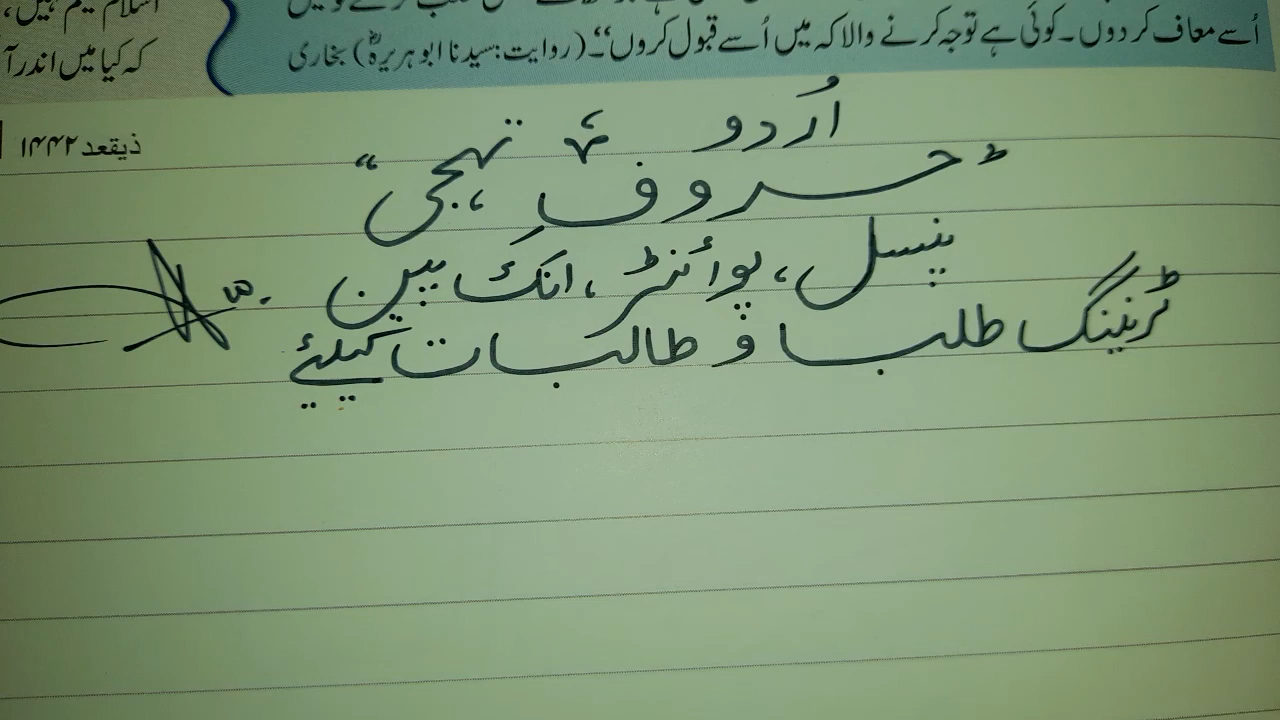 اُسے معاف کر دوں۔ کوئی ہے توجہ کرنے والا کہ میں اُسے قبول کروں“۔ (روایت: سیدنا ابو ہریرہؓ) بخاری
کہ کیا میں اندر آ
ذیقعد ۱۴۴۲
اُردو
”حروفِ تہجی“
پنسل، پوائنٹر، انک پین
ٹریننگ طلبا و طالبات کیلئے